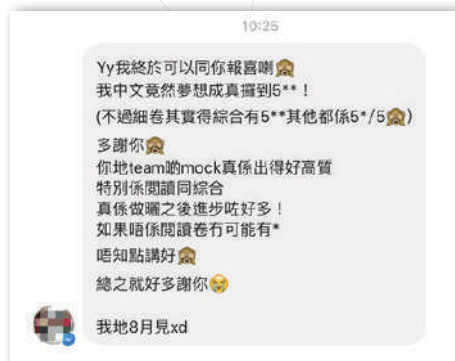 10:25
Yy我終於可以同你報喜喇🙈
我中文竟然夢想成真攞到5**！
(不過細卷其實得綜合有5**其他都係5*/5🙈)
多謝你🙈
你地team啲mock真係出得好高質
特別係閱讀同綜合
真係做曬之後進步咗好多！
如果唔係閱讀卷冇可能有*
唔知點講好🙈
總之就好多謝你😭
我地8月見xd